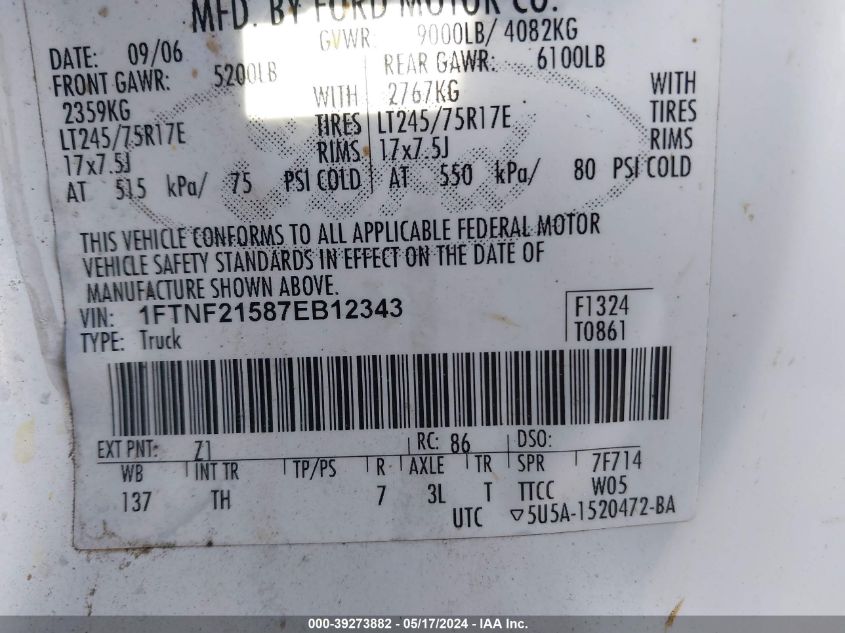 MFD. BY FORD MOTOR CO.
DATE: 09/06 GVWR: 9000LB/ 4082KG
FRONT GAWR: 5200LB REAR GAWR: 6100LB
2359KG WITH 2767KG WITH
LT245/75R17E TIRES LT245/75R17E TIRES
17x7.5J RIMS 17x7.5J RIMS
AT 515 kPa/ 75 PSI COLD AT 550 kPa/ 80 PSI COLD
THIS VEHICLE CONFORMS TO ALL APPLICABLE FEDERAL MOTOR
VEHICLE SAFETY STANDARDS IN EFFECT ON THE DATE OF
MANUFACTURE SHOWN ABOVE.
VIN: 1FTNF21587EB12343 F1324
TYPE: Truck T0861
EXT PNT: Z1 RC: 86 DSO:
WB INT TR TP/PS R AXLE TR SPR 7F714
137 TH 7 3L T TTCC W05
UTC ▽5U5A-1520472-BA
000-39273882 - 05/17/2024 - IAA Inc.